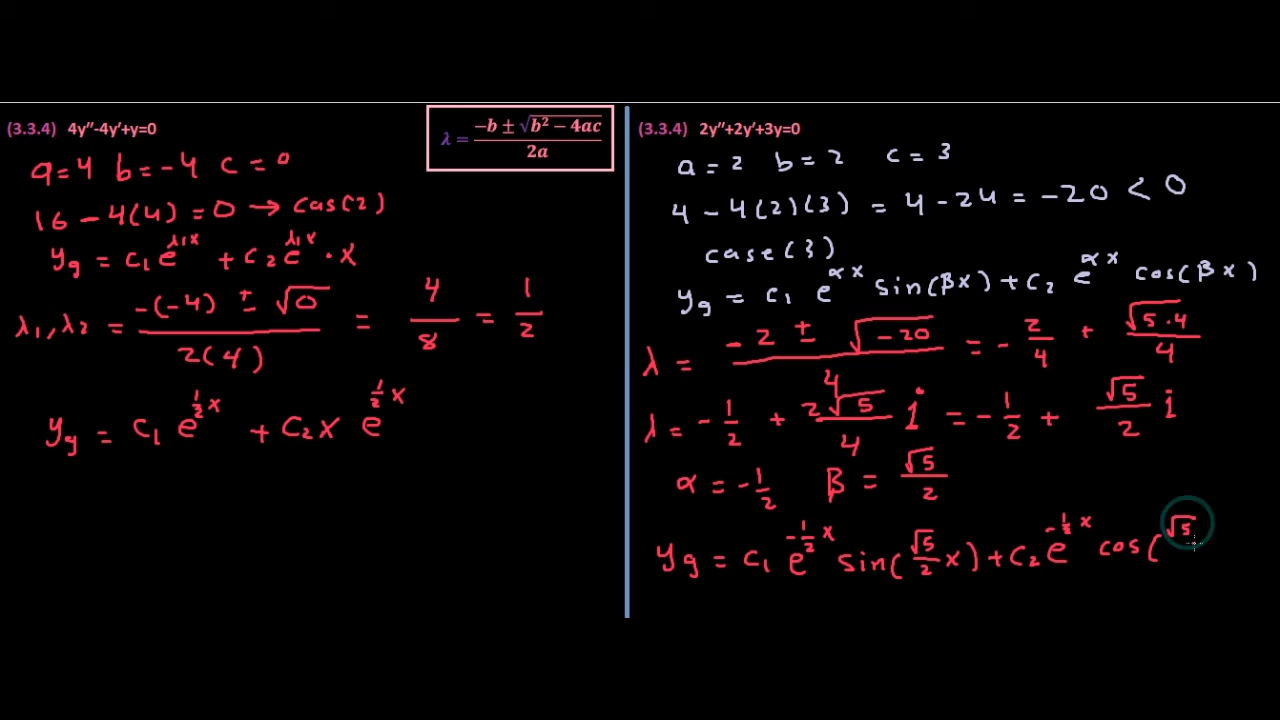 (3.3.4) 4y''-4y'+y=0
a=4 b=-4 c=0
16-4(4)=0→cas(2)
y_g = c₁e^{λ₁x} + c₂e^{λ₁x}·x
λ₁,λ₂ = (-(-4) ± √0)/(2(4)) = 4/8 = 1/2
y_g = c₁e^{½x} + c₂x e^{½x}
λ = (-b ± √(b² - 4ac))/(2a)
(3.3.4) 2y''+2y'+3y=0
a=2 b=2 c=3
4-4(2)(3) = 4-24 = -20 < 0
case(3)
y_g = c₁ e^{αx} sin(βx) + c₂ e^{αx} cos(βx)
λ = (-2 ± √(-20))/4 = -2/4 + √(5·4)/4
λ = -1/2 + (2√5)/4 i = -1/2 + √5/2 i
α = -1/2 β = √5/2
y_g = c₁ e^{-½x} sin(√5/2 x) + c₂ e^{-½x} cos(√5